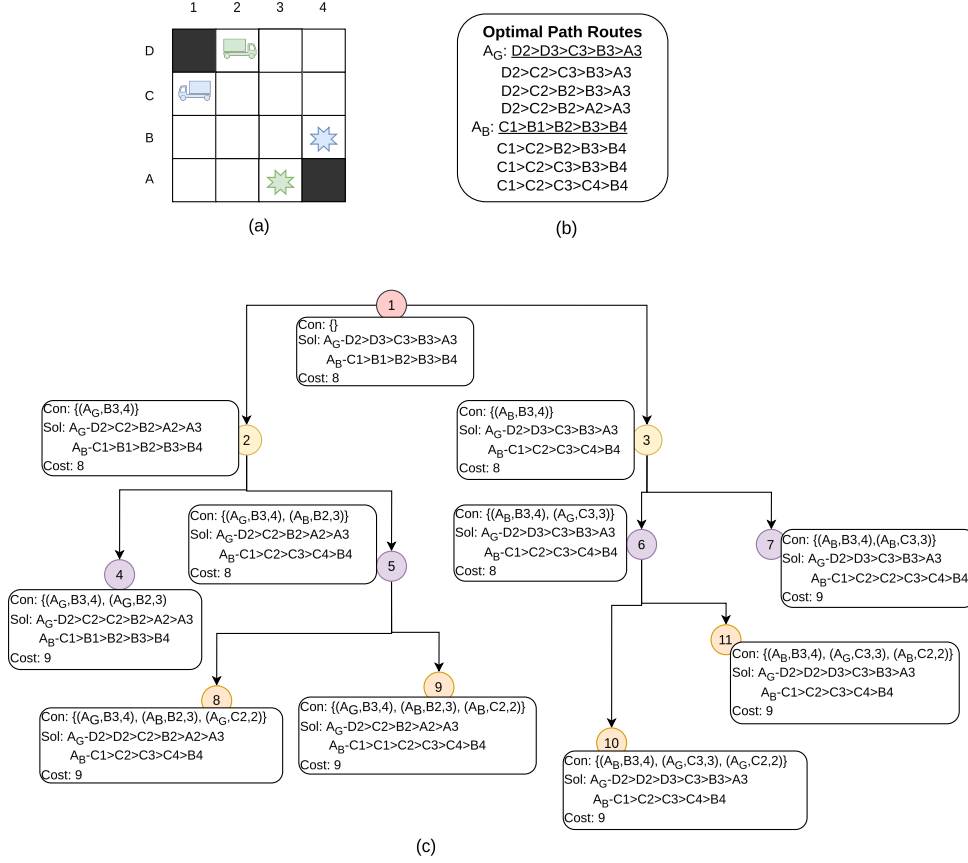 1 2 3 4
D
C
B
A
(a)
Optimal Path Routes
AG: D2>D3>C3>B3>A3
D2>C2>C3>B3>A3
D2>C2>B2>B3>A3
D2>C2>B2>A2>A3
AB: C1>B1>B2>B3>B4
C1>C2>B2>B3>B4
C1>C2>C3>B3>B4
C1>C2>C3>C4>B4
(b)
1
Con: {}
Sol: AG-D2>D3>C3>B3>A3
AB-C1>B1>B2>B3>B4
Cost: 8
2
Con: {(AG,B3,4)}
Sol: AG-D2>C2>B2>A2>A3
AB-C1>B1>B2>B3>B4
Cost: 8
3
Con: {(AB,B3,4)}
Sol: AG-D2>D3>C3>B3>A3
AB-C1>C2>C3>C4>B4
Cost: 8
4
Con: {(AG,B3,4), (AG,B2,3)
Sol: AG-D2>C2>C2>B2>A2>A3
AB-C1>B1>B2>B3>B4
Cost: 9
5
Con: {(AG,B3,4), (AB,B2,3)}
Sol: AG-D2>C2>B2>A2>A3
AB-C1>C2>C3>C4>B4
Cost: 8
6
Con: {(AB,B3,4), (AG,C3,3)}
Sol: AG-D2>D3>C3>B3>A3
AB-C1>C2>C3>C4>B4
Cost: 8
7
Con: {(AB,B3,4),(AB,C3,3)}
Sol: AG-D2>D3>C3>B3>A3
AB-C1>C2>C2>C3>C4>B4
Cost: 9
8
Con: {(AG,B3,4), (AB,B2,3), (AG,C2,2)}
Sol: AG-D2>D2>C2>B2>A2>A3
AB-C1>C2>C3>C4>B4
Cost: 9
9
Con: {(AG,B3,4), (AB,B2,3), (AB,C2,2)}
Sol: AG-D2>C2>B2>A2>A3
AB-C1>C1>C2>C3>C4>B4
Cost: 9
10
Con: {(AB,B3,4), (AG,C3,3), (AG,C2,2)}
Sol: AG-D2>D2>D3>C3>B3>A3
AB-C1>C2>C3>C4>B4
Cost: 9
11
Con: {(AB,B3,4), (AG,C3,3), (AB,C2,2)}
Sol: AG-D2>D2>D3>C3>B3>A3
AB-C1>C2>C3>C4>B4
Cost: 9
(c)